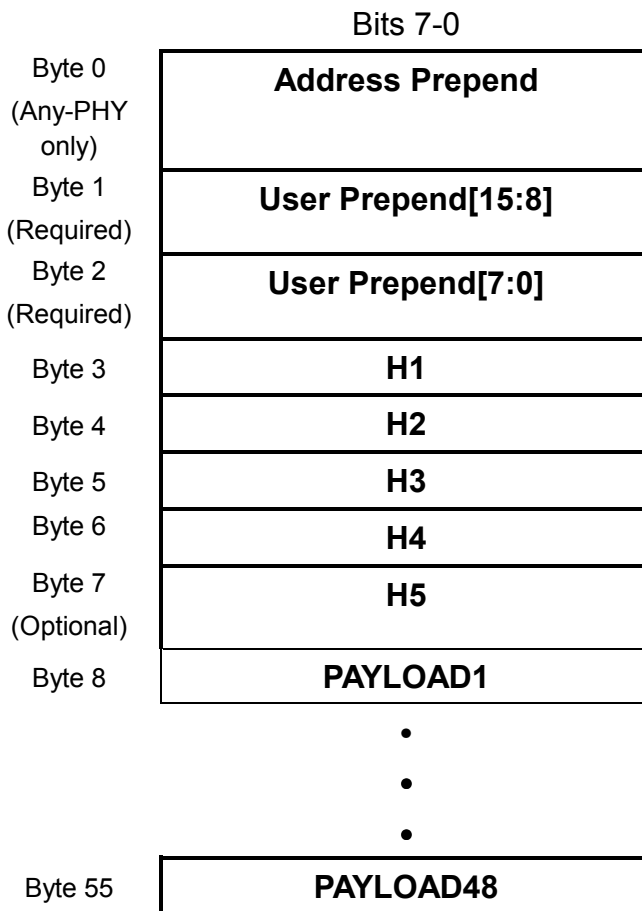 Bits 7-0
Byte 0
(Any-PHY
only)
Address Prepend
Byte 1
(Required)
User Prepend[15:8]
Byte 2
(Required)
User Prepend[7:0]
Byte 3
H1
Byte 4
H2
Byte 5
H3
Byte 6
H4
Byte 7
(Optional)
H5
Byte 8
PAYLOAD1
•
•
•
Byte 55
PAYLOAD48